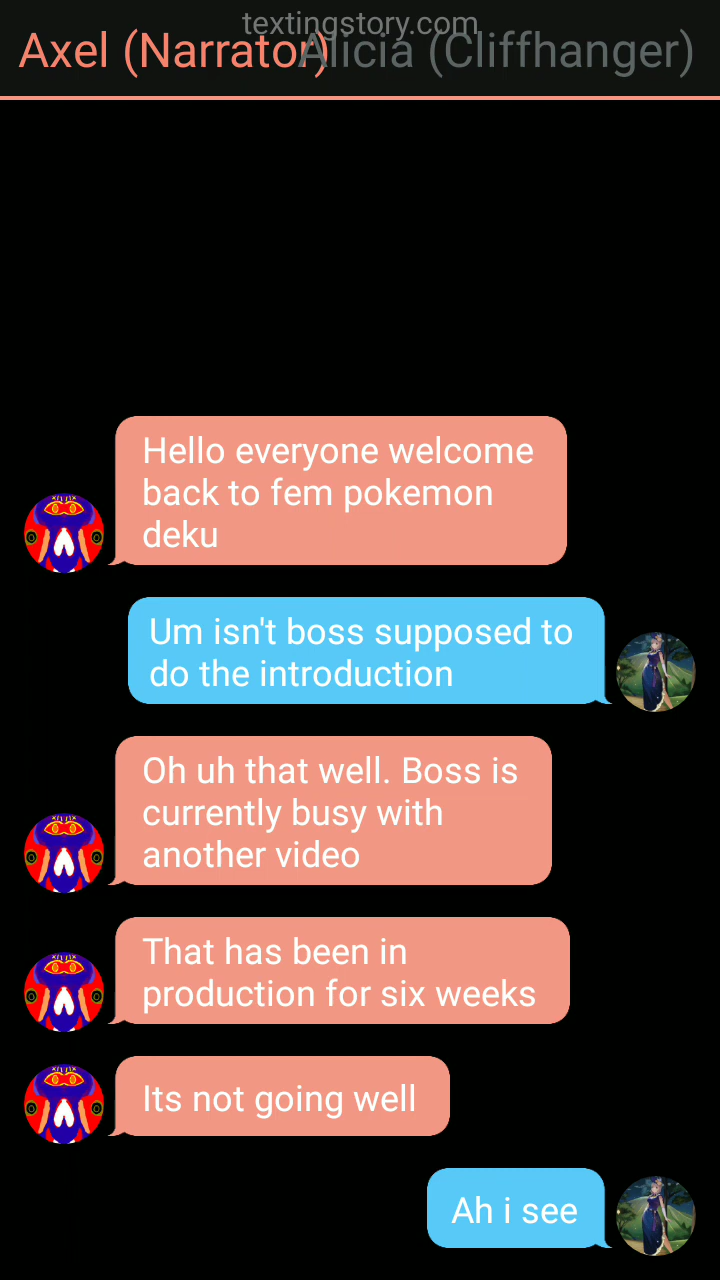 textingstory.com
Axel (Narrator)
Alicia (Cliffhanger)
Hello everyone welcome
back to fem pokemon
deku
Um isn't boss supposed to
do the introduction
Oh uh that well. Boss is
currently busy with
another video
That has been in
production for six weeks
Its not going well
Ah i see